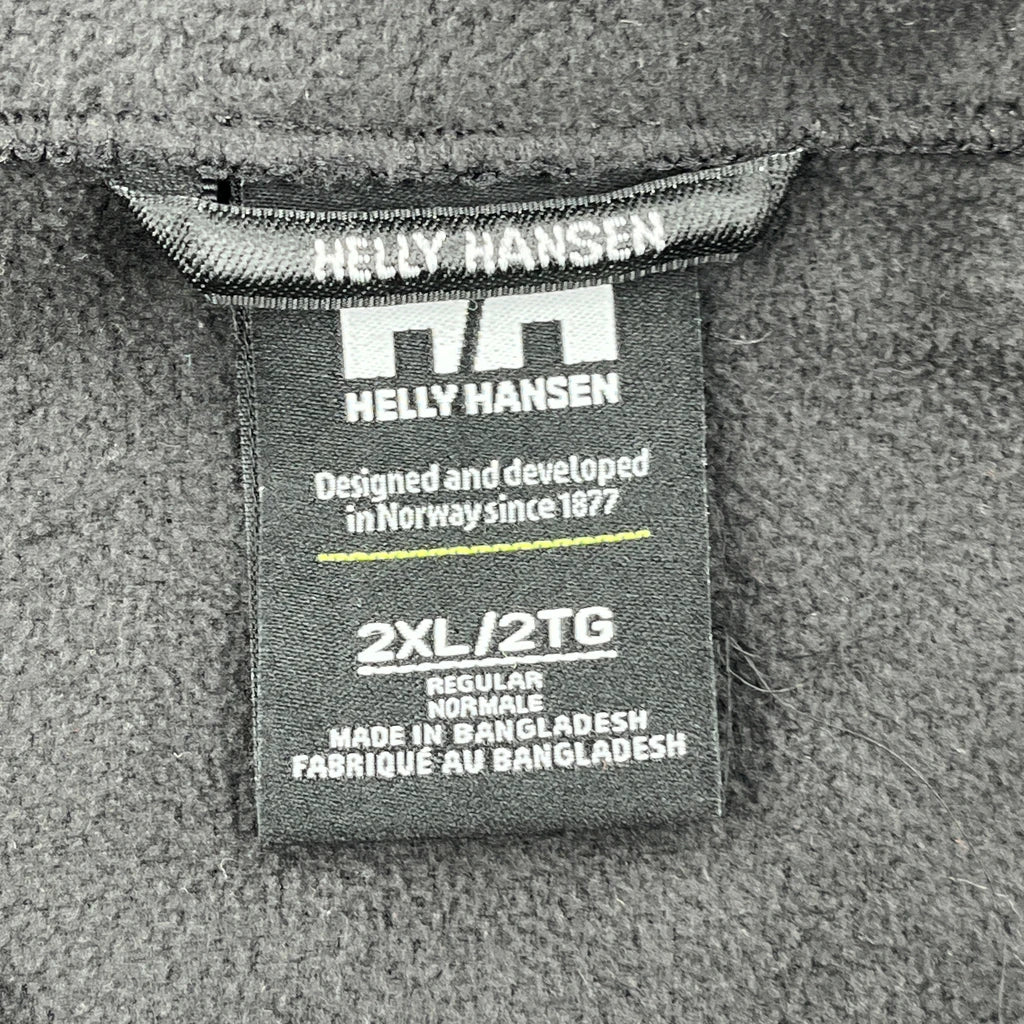 HELLY HANSEN
HELLY HANSEN
Designed and developed
in Norway since 1877
2XL/2TG
REGULAR
NORMALE
MADE IN BANGLADESH
FABRIQUÉ AU BANGLADESH